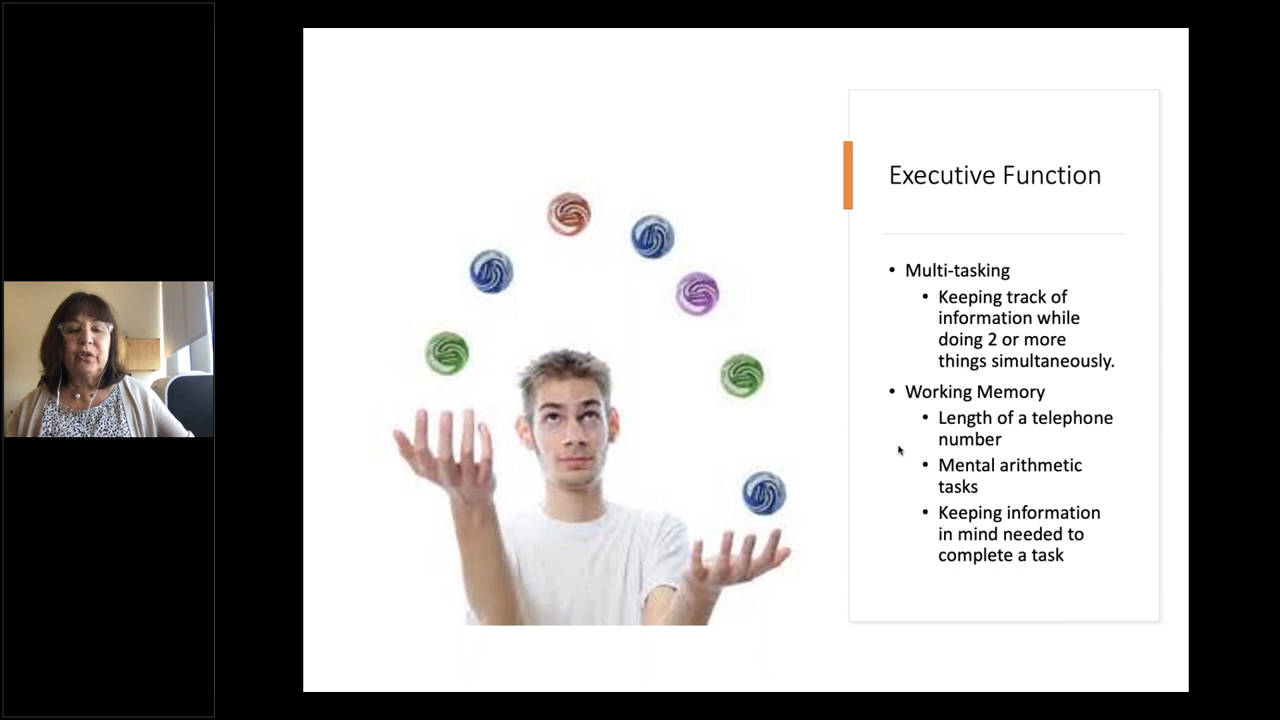 Executive Function
• Multi-tasking
• Keeping track of
information while
doing 2 or more
things simultaneously.
• Working Memory
• Length of a telephone
number
• Mental arithmetic
tasks
• Keeping information
in mind needed to
complete a task